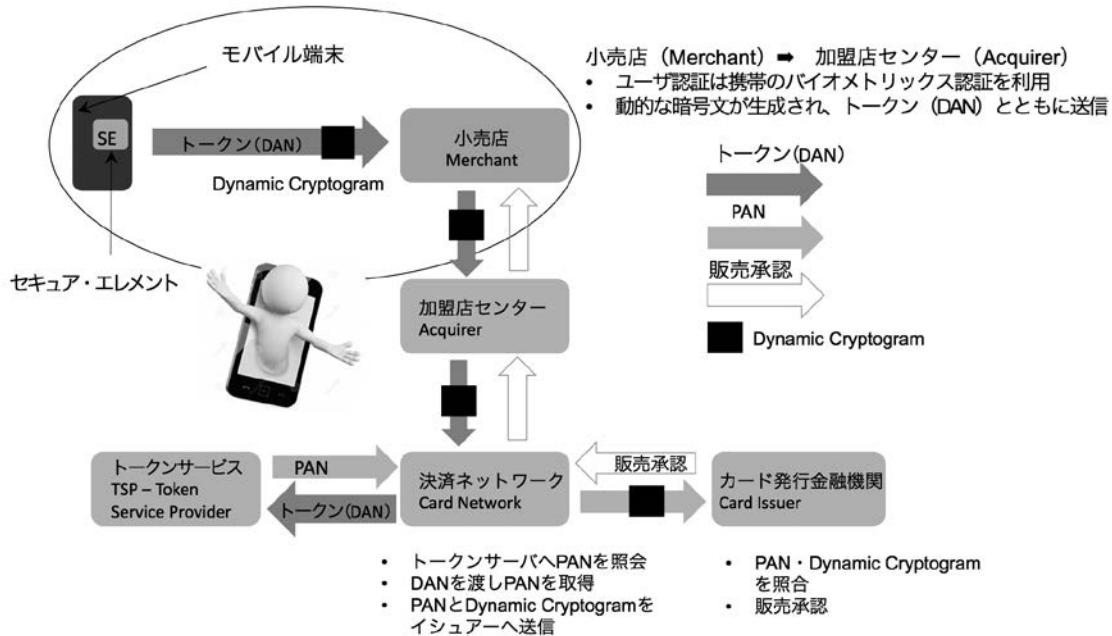 モバイル端末
SE
トークン(DAN)
Dynamic Cryptogram
セキュア・エレメント
小売店
Merchant
小売店（Merchant）➡ 加盟店センター（Acquirer）
• ユーザ認証は携帯のバイオメトリックス認証を利用
• 動的な暗号文が生成され、トークン（DAN）とともに送信
トークン(DAN)
PAN
販売承認
Dynamic Cryptogram
加盟店センター
Acquirer
トークンサービス
TSP – Token
Service Provider
PAN
トークン(DAN)
決済ネットワーク
Card Network
販売承認
カード発行金融機関
Card Issuer
• トークンサーバへPANを照会
• DANを渡しPANを取得
• PANとDynamic Cryptogramを
イシュアーへ送信
• PAN・Dynamic Cryptogram
を照合
• 販売承認